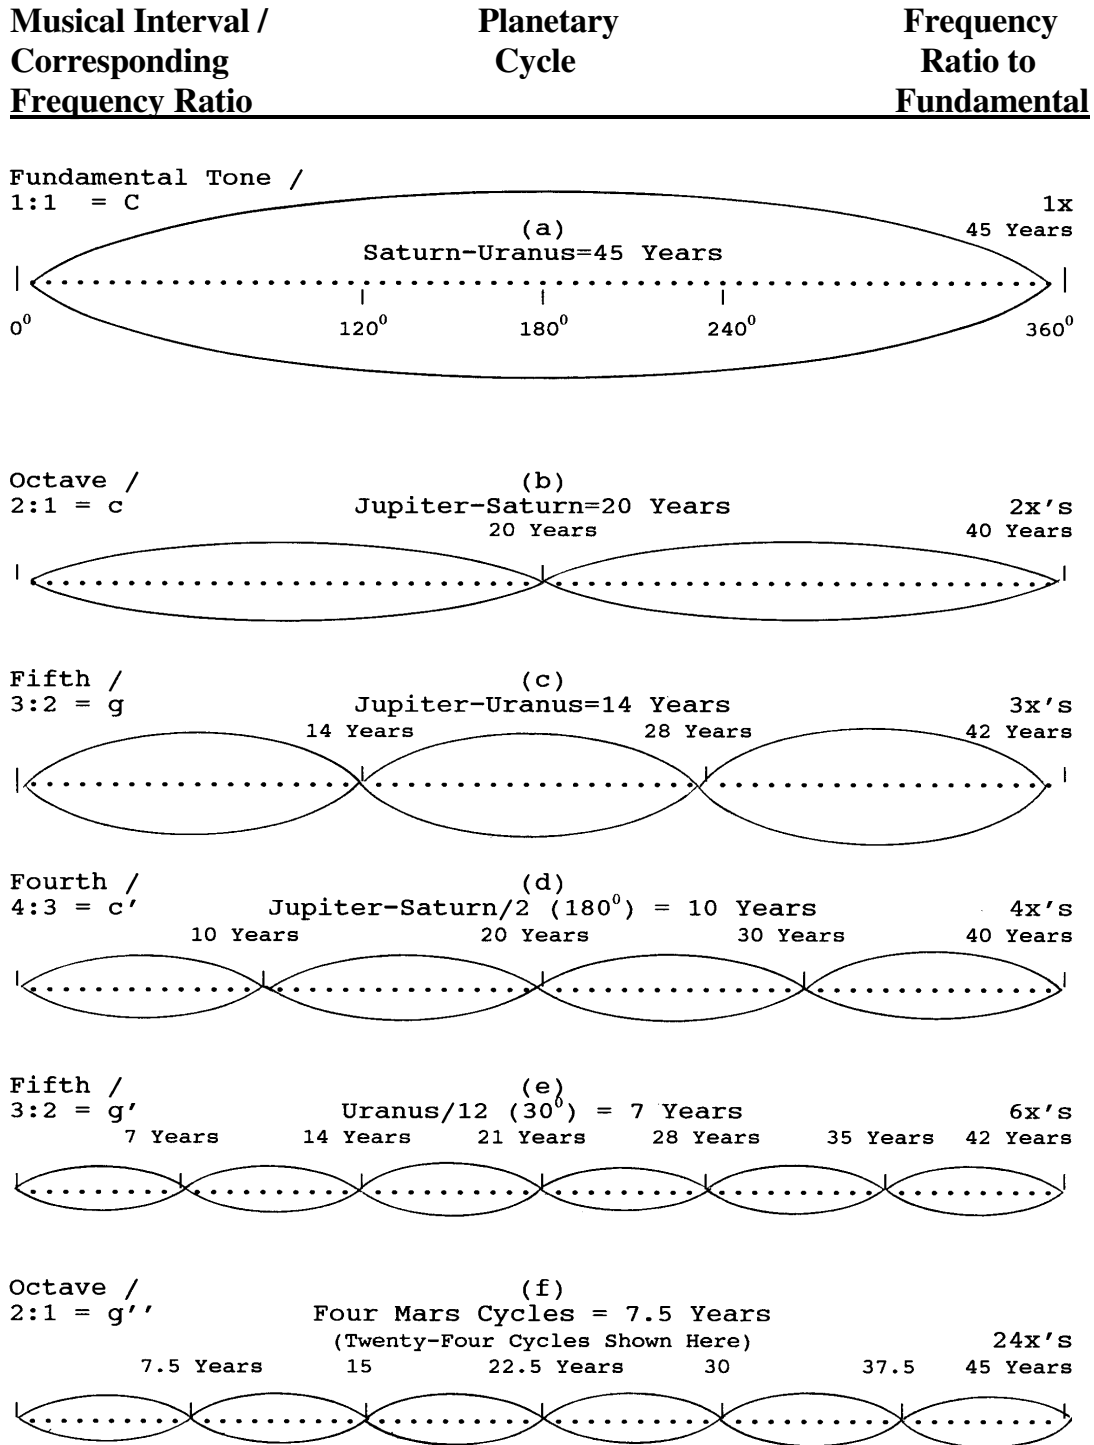 Musical Interval / Planetary Frequency
Corresponding Cycle Ratio to
Frequency Ratio Fundamental
Fundamental Tone /
1:1 = C 1x
(a) 45 Years
Saturn-Uranus=45 Years
0⁰ 120⁰ 180⁰ 240⁰ 360⁰
Octave / (b)
2:1 = c Jupiter-Saturn=20 Years 2x's
20 Years 40 Years
Fifth / (c)
3:2 = g Jupiter-Uranus=14 Years 3x's
14 Years 28 Years 42 Years
Fourth / (d)
4:3 = c' Jupiter-Saturn/2 (180⁰) = 10 Years 4x's
10 Years 20 Years 30 Years 40 Years
Fifth / (e)
3:2 = g' Uranus/12 (30⁰) = 7 Years 6x's
7 Years 14 Years 21 Years 28 Years 35 Years 42 Years
Octave / (f)
2:1 = g'' Four Mars Cycles = 7.5 Years
(Twenty-Four Cycles Shown Here) 24x's
7.5 Years 15 22.5 Years 30 37.5 45 Years